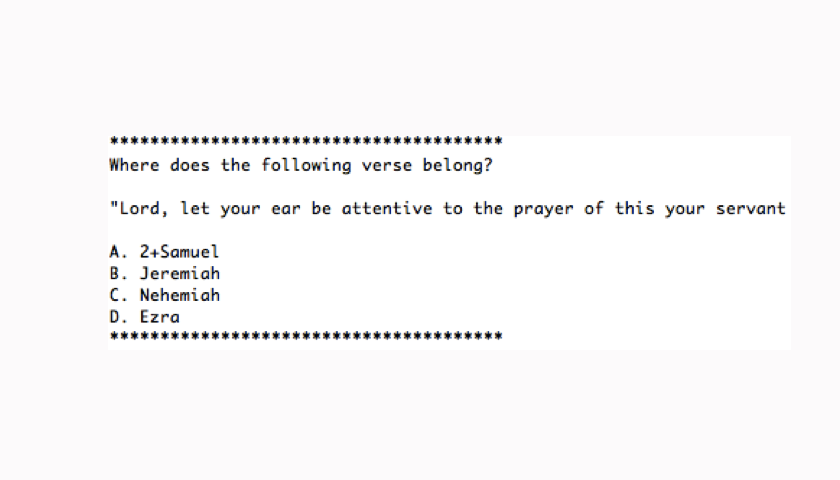 ***************************************
Where does the following verse belong?
"Lord, let your ear be attentive to the prayer of this your servant
A. 2+Samuel
B. Jeremiah
C. Nehemiah
D. Ezra
***************************************